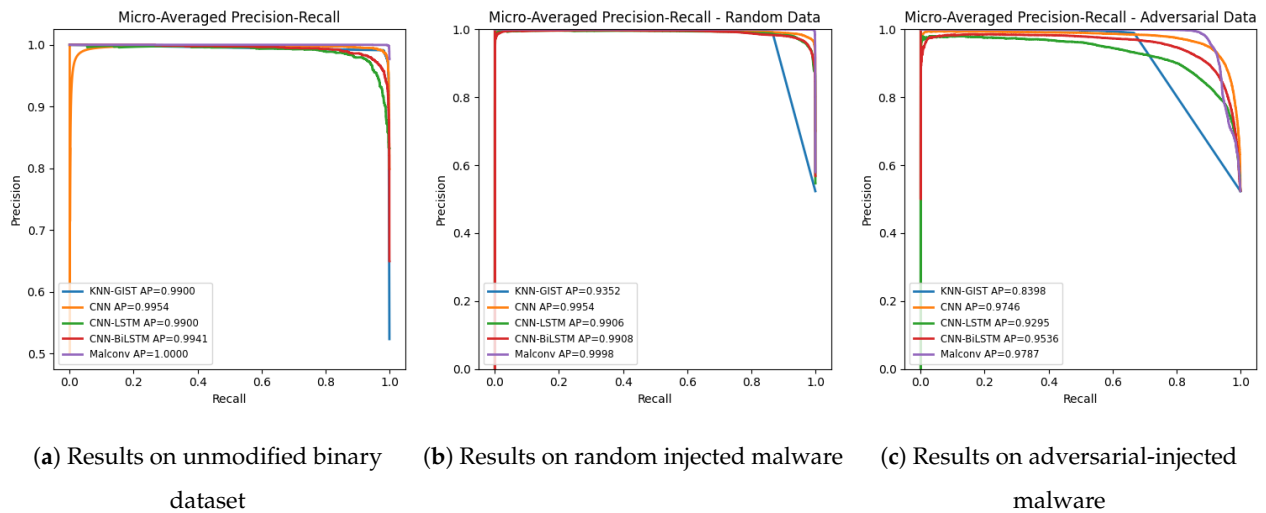 Micro-Averaged Precision-Recall
Precision
1.0
0.9
0.8
0.7
0.6
0.5
KNN-GIST AP=0.9900
CNN AP=0.9954
CNN-LSTM AP=0.9900
CNN-BiLSTM AP=0.9941
Malconv AP=1.0000
0.0 0.2 0.4 0.6 0.8 1.0
Recall
(a) Results on unmodified binary
dataset
Micro-Averaged Precision-Recall - Random Data
Precision
1.0
0.8
0.6
0.4
0.2
0.0
KNN-GIST AP=0.9352
CNN AP=0.9954
CNN-LSTM AP=0.9906
CNN-BiLSTM AP=0.9908
Malconv AP=0.9998
0.0 0.2 0.4 0.6 0.8 1.0
Recall
(b) Results on random injected malware
Micro-Averaged Precision-Recall - Adversarial Data
Precision
1.0
0.8
0.6
0.4
0.2
0.0
KNN-GIST AP=0.8398
CNN AP=0.9746
CNN-LSTM AP=0.9295
CNN-BiLSTM AP=0.9536
Malconv AP=0.9787
0.0 0.2 0.4 0.6 0.8 1.0
Recall
(c) Results on adversarial-injected
malware